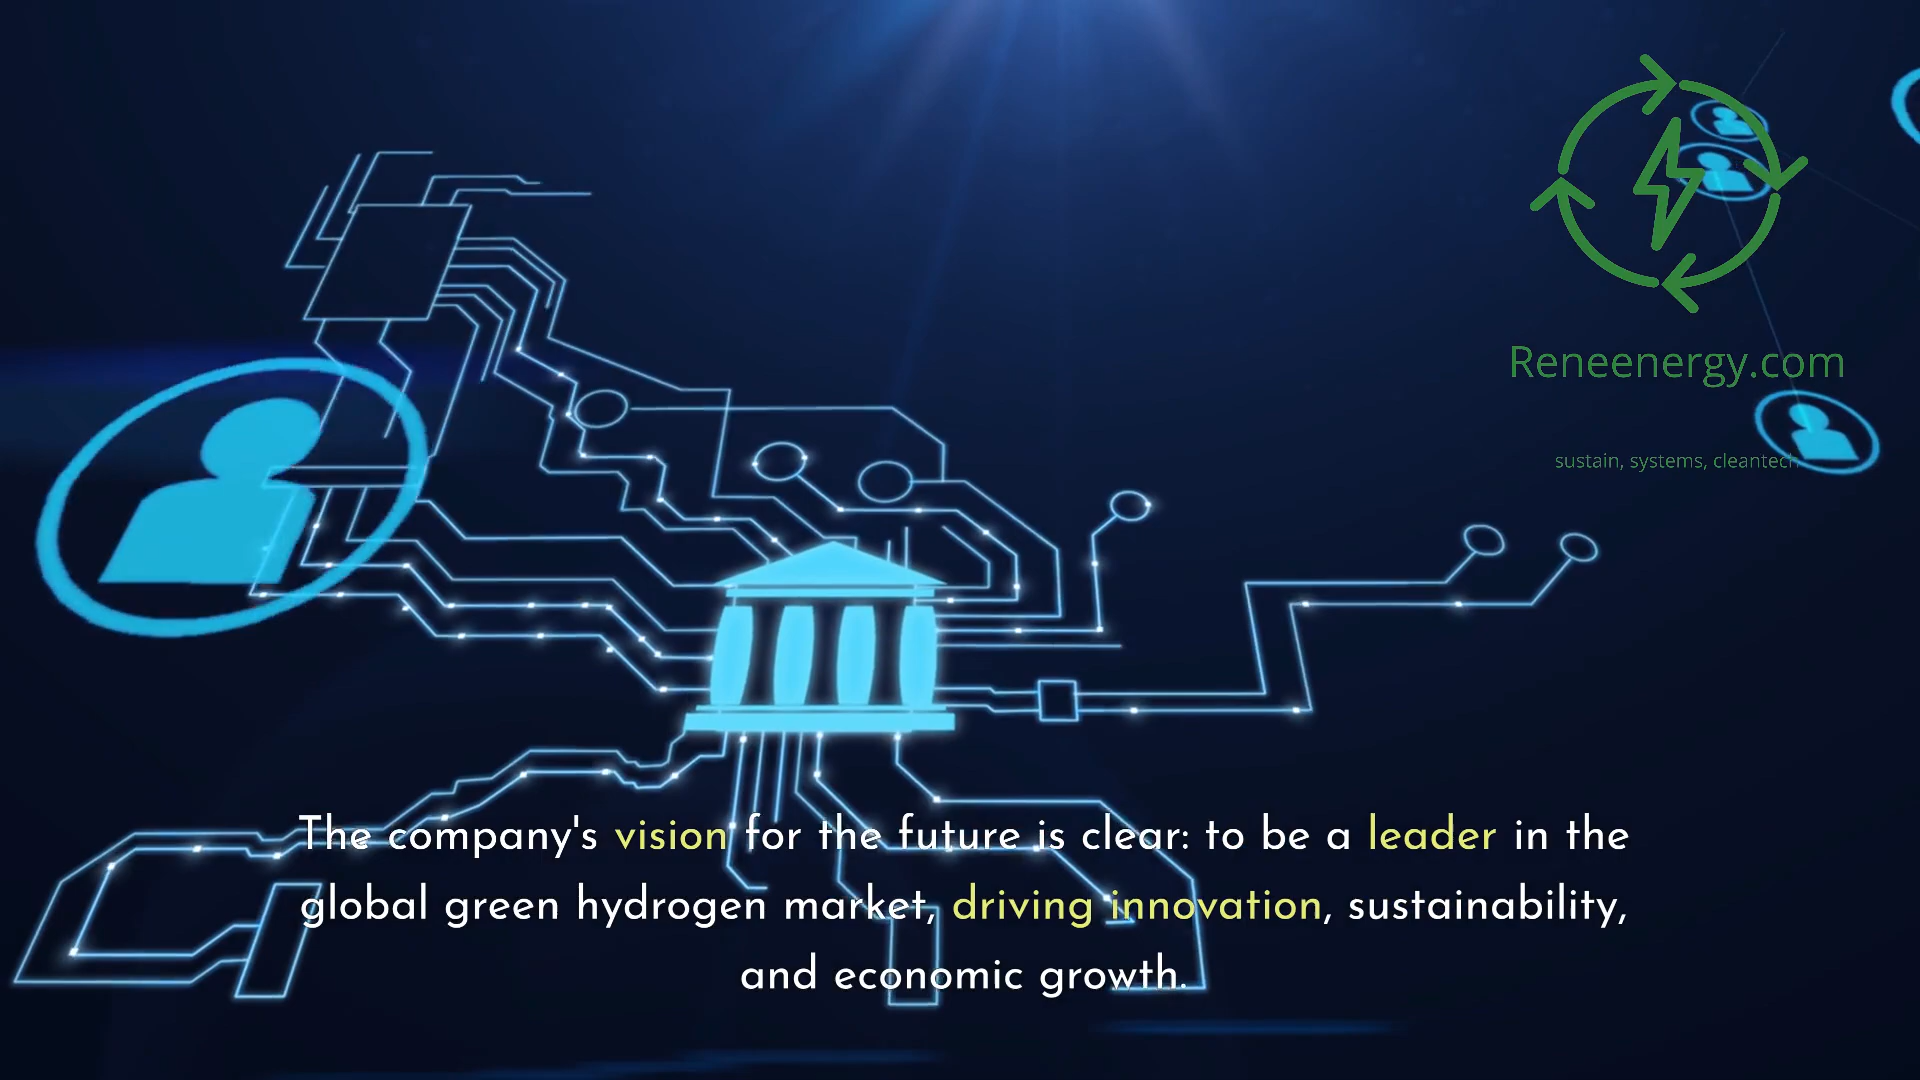 Reneenergy.com
sustain, systems, cleantech
The company's vision for the future is clear: to be a leader in the
global green hydrogen market, driving innovation, sustainability,
and economic growth.